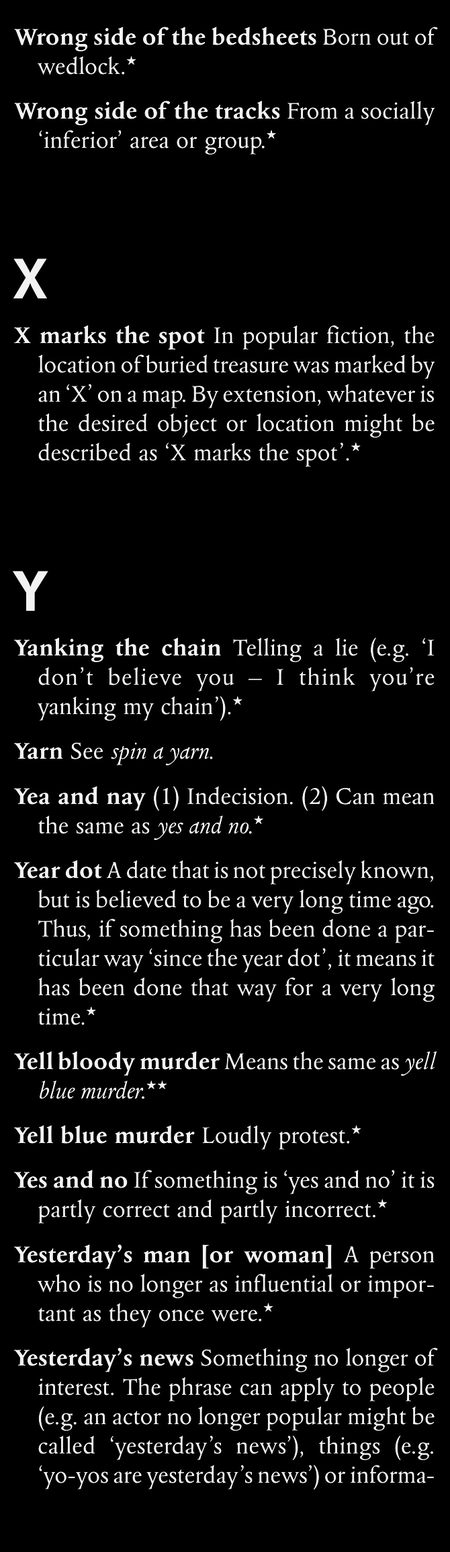 Wrong side of the bedsheets Born out of
wedlock.★
Wrong side of the tracks From a socially
‘inferior’ area or group.★
X
X marks the spot In popular fiction, the
location of buried treasure was marked by
an ‘X’ on a map. By extension, whatever is
the desired object or location might be
described as ‘X marks the spot’.★
Y
Yanking the chain Telling a lie (e.g. ‘I
don’t believe you – I think you’re
yanking my chain’).★
Yarn See spin a yarn.
Yea and nay (1) Indecision. (2) Can mean
the same as yes and no.★
Year dot A date that is not precisely known,
but is believed to be a very long time ago.
Thus, if something has been done a par-
ticular way ‘since the year dot’, it means it
has been done that way for a very long
time.★
Yell bloody murder Means the same as yell
blue murder.★★
Yell blue murder Loudly protest.★
Yes and no If something is ‘yes and no’ it is
partly correct and partly incorrect.★
Yesterday’s man [or woman] A person
who is no longer as influential or impor-
tant as they once were.★
Yesterday’s news Something no longer of
interest. The phrase can apply to people
(e.g. an actor no longer popular might be
called ‘yesterday’s news’), things (e.g.
‘yo-yos are yesterday’s news’) or informa-